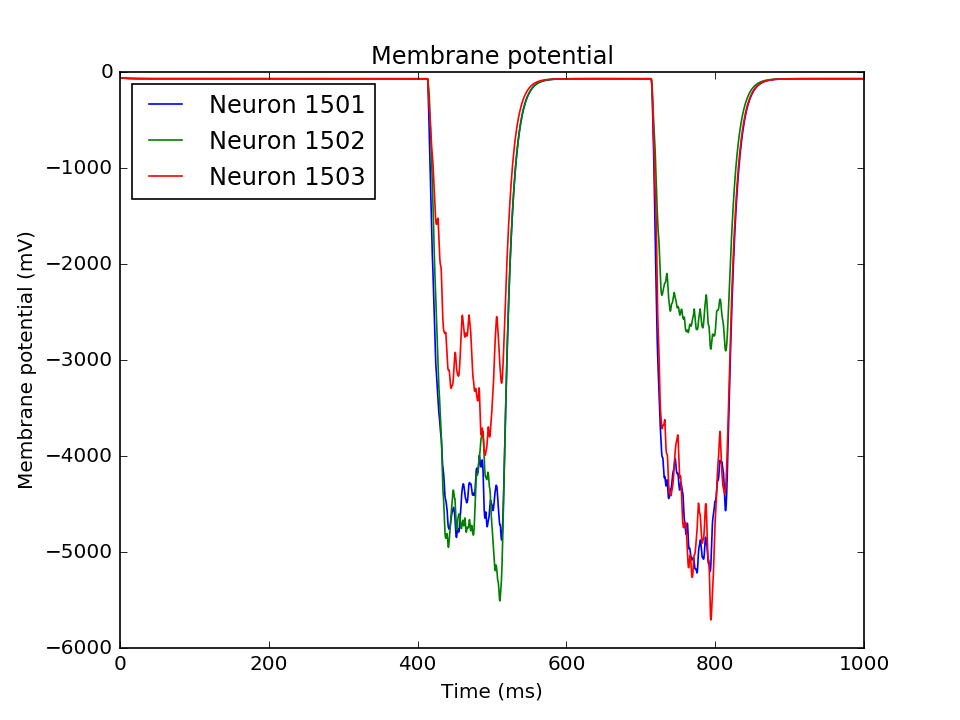 Membrane potential
0
−1000
−2000
−3000
−4000
−5000
−6000
Membrane potential (mV)
Neuron 1501
Neuron 1502
Neuron 1503
0 200 400 600 800 1000
Time (ms)